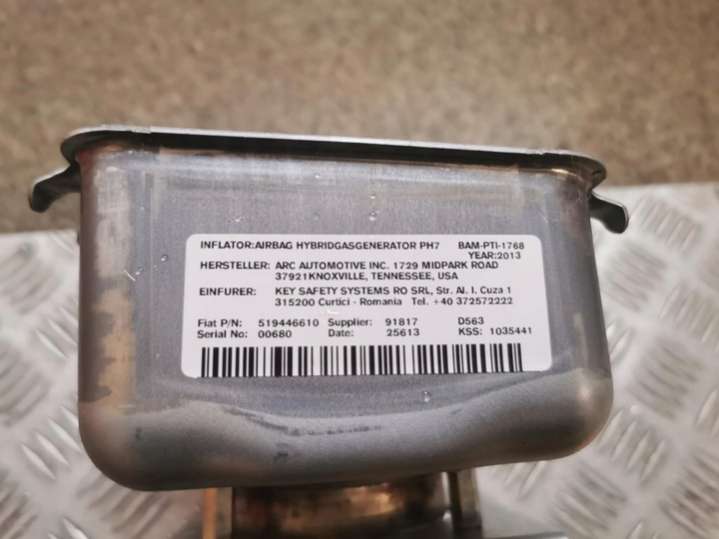 INFLATOR:AIRBAG HYBRIDGASGENERATOR PH7 BAM-PTI-1768
YEAR:2013
HERSTELLER: ARC AUTOMOTIVE INC. 1729 MIDPARK ROAD
37921KNOXVILLE, TENNESSEE, USA
EINFURER: KEY SAFETY SYSTEMS RO SRL, Str. Al. I. Cuza 1
315200 Curtici - Romania Tel. +40 372572222
Fiat P/N: 519446610 Supplier: 91817 D563
Serial No: 00680 Date: 25613 KSS: 1035441